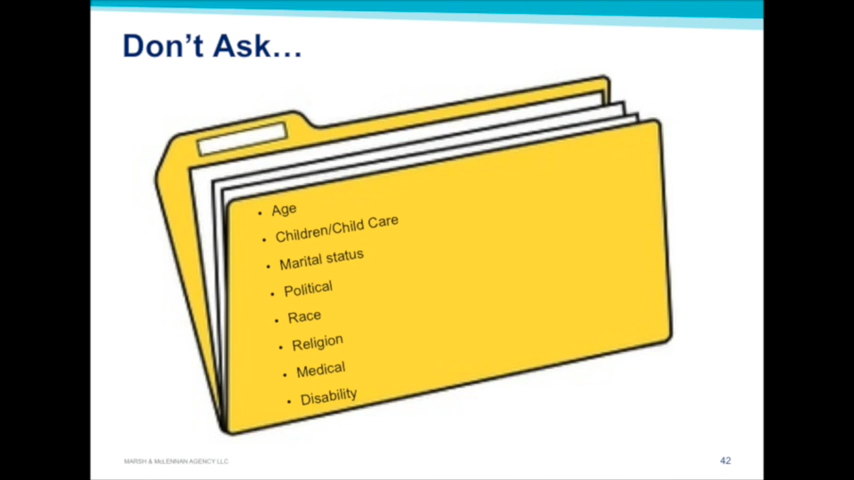 Don't Ask…
• Age
• Children/Child Care
• Marital status
• Political
• Race
• Religion
• Medical
• Disability
MARSH & McLENNAN AGENCY LLC
42